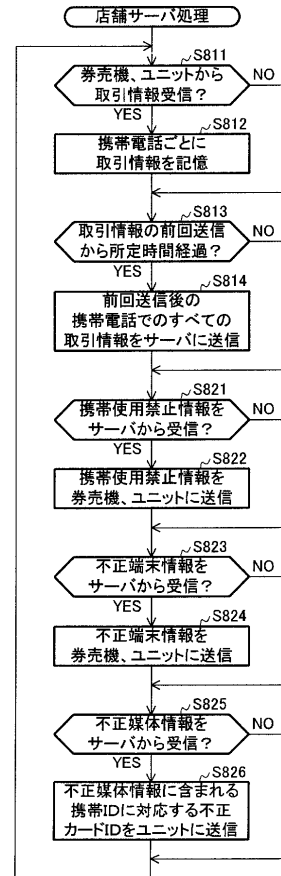 店舗サーバ処理
S811
券売機、ユニットから
取引情報受信？
NO
YES
S812
携帯電話ごとに
取引情報を記憶
S813
取引情報の前回送信
から所定時間経過？
NO
YES
S814
前回送信後の
携帯電話でのすべての
取引情報をサーバに送信
S821
携帯使用禁止情報を
サーバから受信？
NO
YES
S822
携帯使用禁止情報を
券売機、ユニットに送信
S823
不正端末情報を
サーバから受信？
NO
YES
S824
不正端末情報を
券売機、ユニットに送信
S825
不正媒体情報を
サーバから受信？
NO
YES
S826
不正媒体情報に含まれる
携帯IDに対応する不正
カードIDをユニットに送信